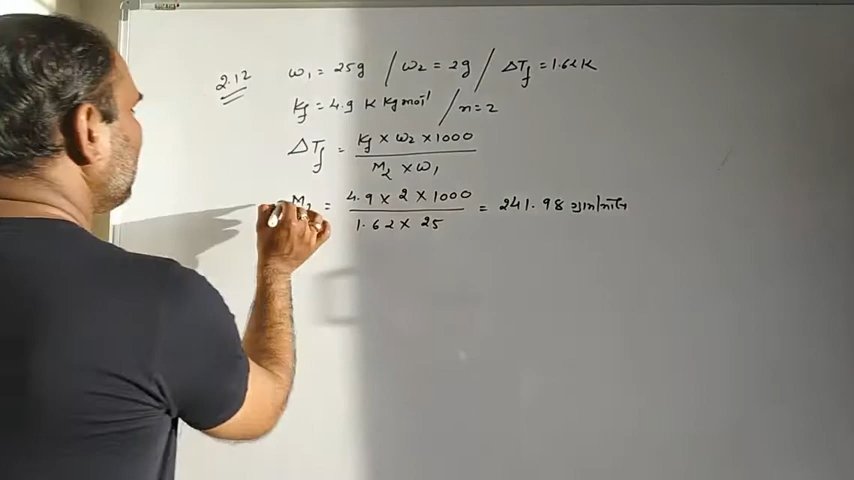 2.12 w₁ = 25g / w₂ = 2g / ΔTf = 1.62 K
Kf = 4.9 K Kg mol⁻¹ / n = 2
ΔTf = Kf × w₂ × 1000 / M₂ × w₁
M₂ = 4.9 × 2 × 1000 / 1.62 × 25 = 241.98 ग्राम/मोल